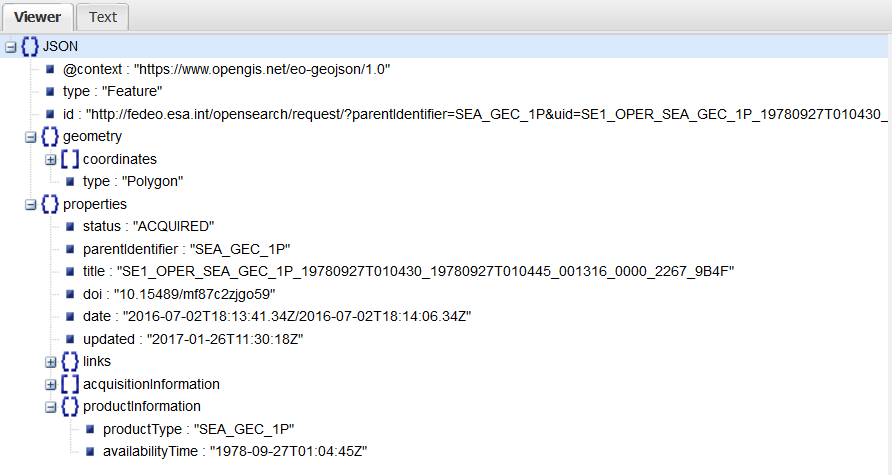 Viewer Text
JSON
@context : "https://www.opengis.net/eo-geojson/1.0"
type : "Feature"
id : "http://fedeo.esa.int/opensearch/request/?parentIdentifier=SEA_GEC_1P&uid=SE1_OPER_SEA_GEC_1P_19780927T010430_
geometry
coordinates
type : "Polygon"
properties
status : "ACQUIRED"
parentIdentifier : "SEA_GEC_1P"
title : "SE1_OPER_SEA_GEC_1P_19780927T010430_19780927T010445_001316_0000_2267_9B4F"
doi : "10.15489/mf87c2zjgo59"
date : "2016-07-02T18:13:41.34Z/2016-07-02T18:14:06.34Z"
updated : "2017-01-26T11:30:18Z"
links
acquisitionInformation
productInformation
productType : "SEA_GEC_1P"
availabilityTime : "1978-09-27T01:04:45Z"